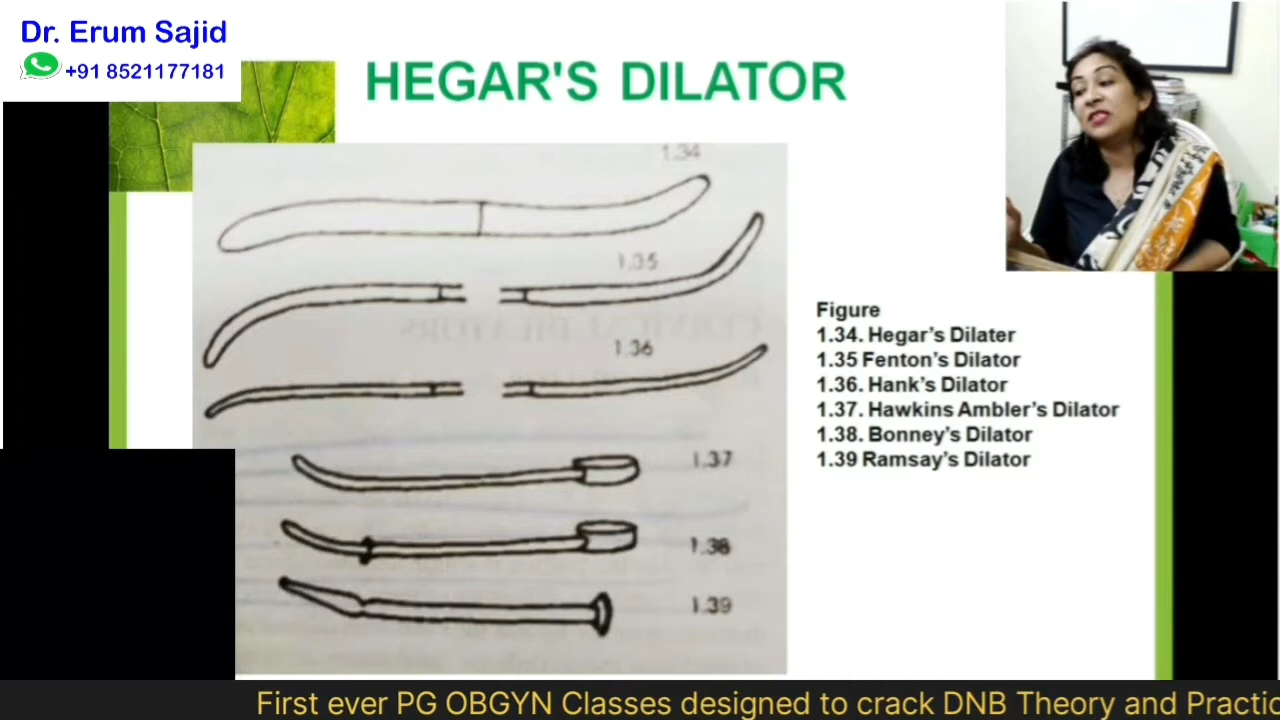 Dr. Erum Sajid
+91 8521177181
HEGAR'S DILATOR
1.34
1.35
1.36
1.37
1.38
1.39
Figure
1.34. Hegar's Dilater
1.35 Fenton's Dilator
1.36. Hank's Dilator
1.37. Hawkins Ambler's Dilator
1.38. Bonney's Dilator
1.39 Ramsay's Dilator
First ever PG OBGYN Classes designed to crack DNB Theory and Practic